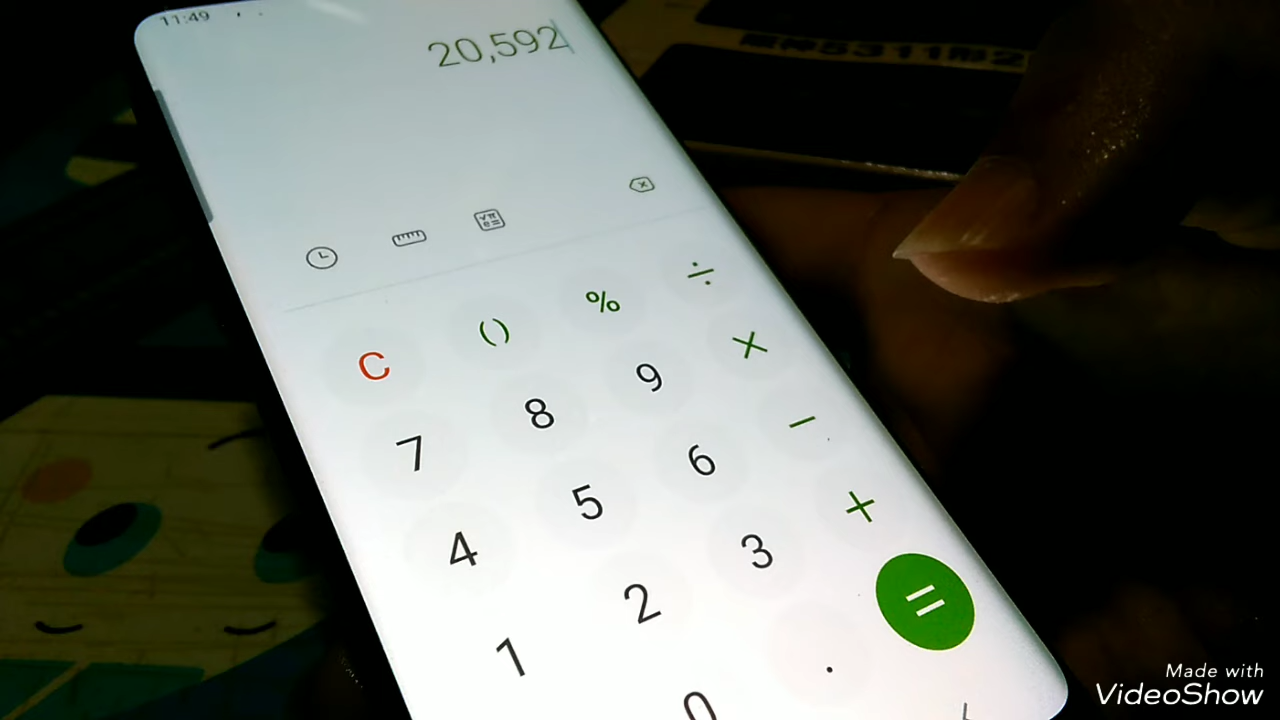 11:49
20,592
C () % ÷
7 8 9 ×
4 5 6 −
1 2 3 +
0 . =
Made with
VideoShow